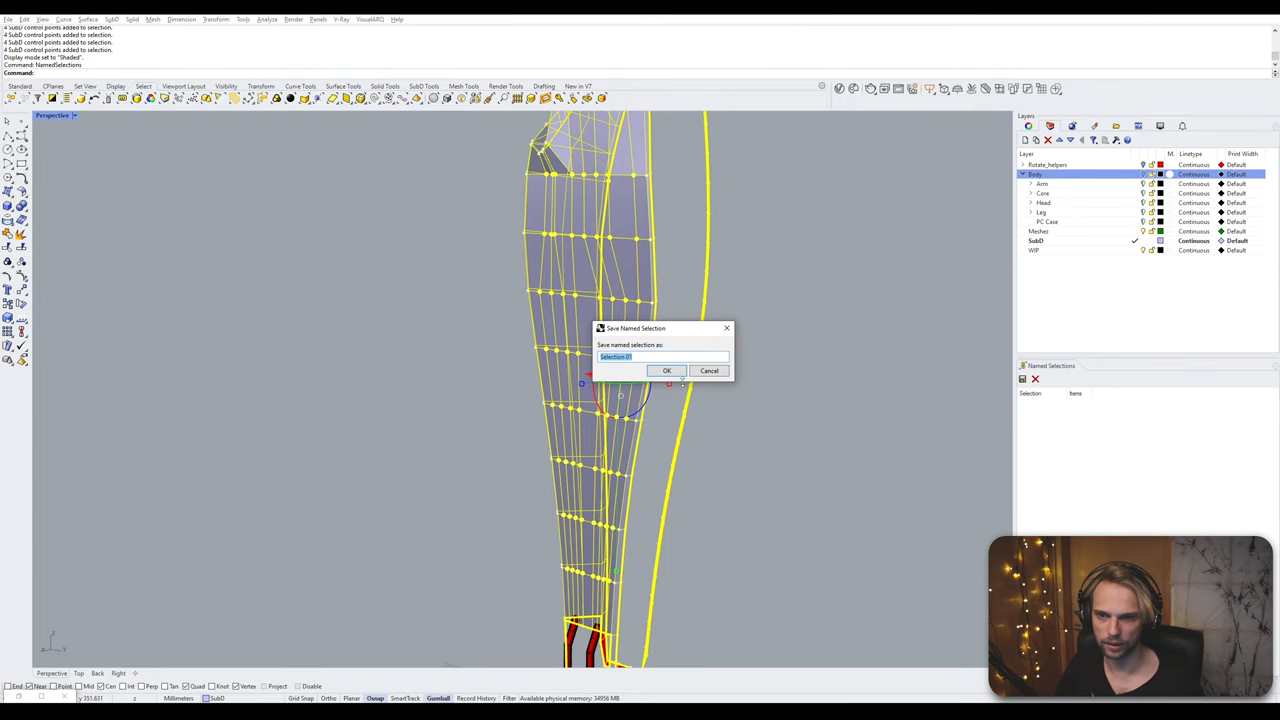 File Edit View Curve Surface SubD Solid Mesh Dimension Transform Tools Analyze Render Panels V-Ray VisualARQ Help
4 SubD control points added to selection.
4 SubD control points added to selection.
4 SubD control points added to selection.
4 SubD control points added to selection.
Display mode set to "Shaded".
Command: NamedSelections
Command:
Standard CPlanes Set View Display Select Viewport Layout Visibility Transform Curve Tools Surface Tools Solid Tools SubD Tools Mesh Tools Render Tools Drafting New in V7
Perspective
Layers
Layer M. Linetype Print Width
Rotate_helpers Continuous Default
Body Continuous Default
Arm Continuous Default
Core Continuous Default
Head Continuous Default
Leg Continuous Default
PC Case Continuous Default
Meshez Continuous Default
SubD Continuous Default
WIP Continuous Default
Save Named Selection
Save named selection as:
Selection 01
OK Cancel
Named Selections
Selection Items
z
x y
Perspective Top Back Right
End Near Point Mid Cen Int Perp Tan Quad Knot Vertex Project Disable
y 351.631 z Millimeters SubD Grid Snap Ortho Planar Osnap SmartTrack Gumball Record History Filter Available physical memory: 34956 MB